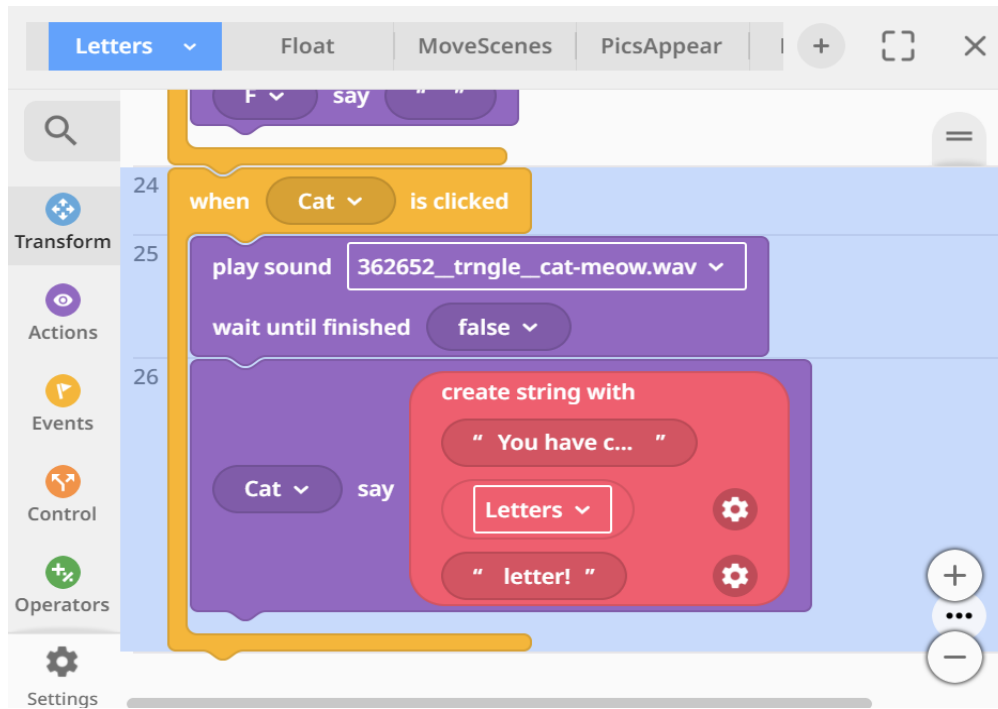 Letters Float MoveScenes PicsAppear +
F say “ ”
24 when Cat is clicked
Transform
25 play sound 362652__trngle__cat-meow.wav
wait until finished false
Actions
26 create string with
“ You have c... ”
Events
Cat say
Letters
Control
“ letter! ”
Operators
Settings